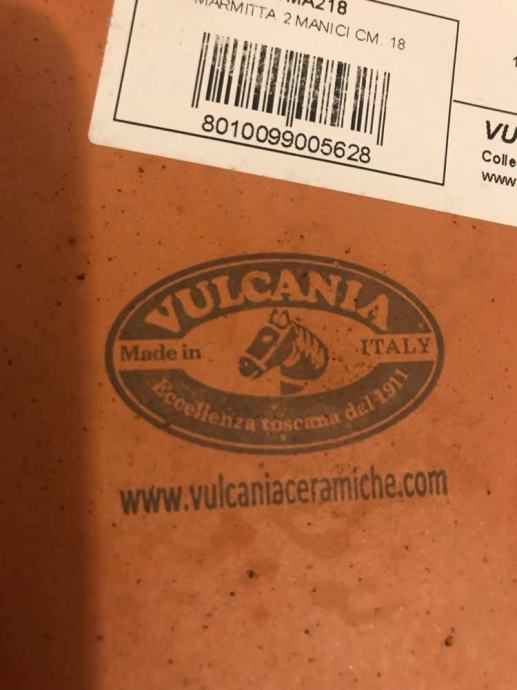 MA218
MARMITTA 2 MANICI CM. 18
8010099005628
VU
Colle
www
VULCANIA
Made in ITALY
Eccellenza toscana dal 1911
www.vulcaniaceramiche.com